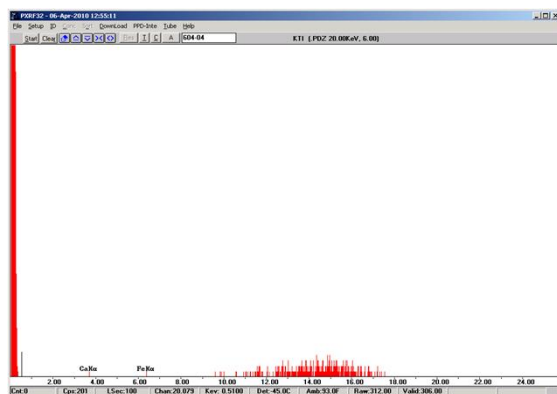 PXRF32 - 06-Apr-2010 12:55:11
File Setup ID DownLoad PPD-Inte Tube Help
Start Clear I C A 604-04 KTI (.PDZ 20.00KeV, 6.00)
CaKα FeKα
2.00 4.00 6.00 8.00 10.00 12.00 14.00 16.00 18.00 20.00 22.00 24.00
Cnt:0 Cps:201 LSec:100 Chan:20.079 Kev: 0.5100 Det:-45.0C Amb:93.0F Raw:312.00 Valid:306.00